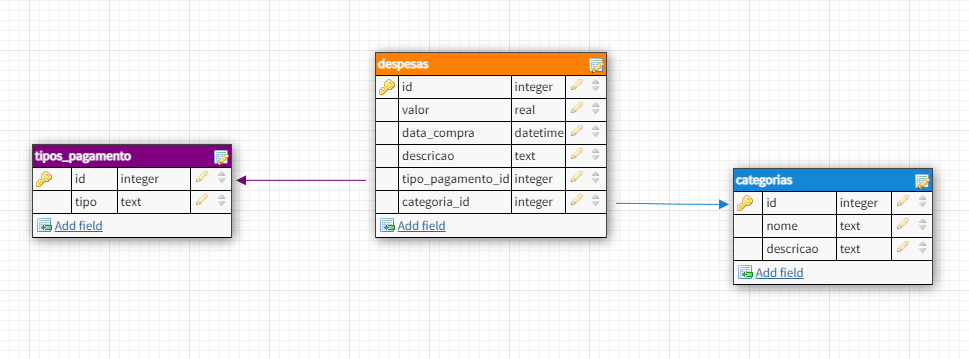 despesas
id integer
valor real
data_compra datetime
descricao text
tipo_pagamento_id integer
categoria_id integer
Add field
tipos_pagamento
id integer
tipo text
Add field
categorias
id integer
nome text
descricao text
Add field